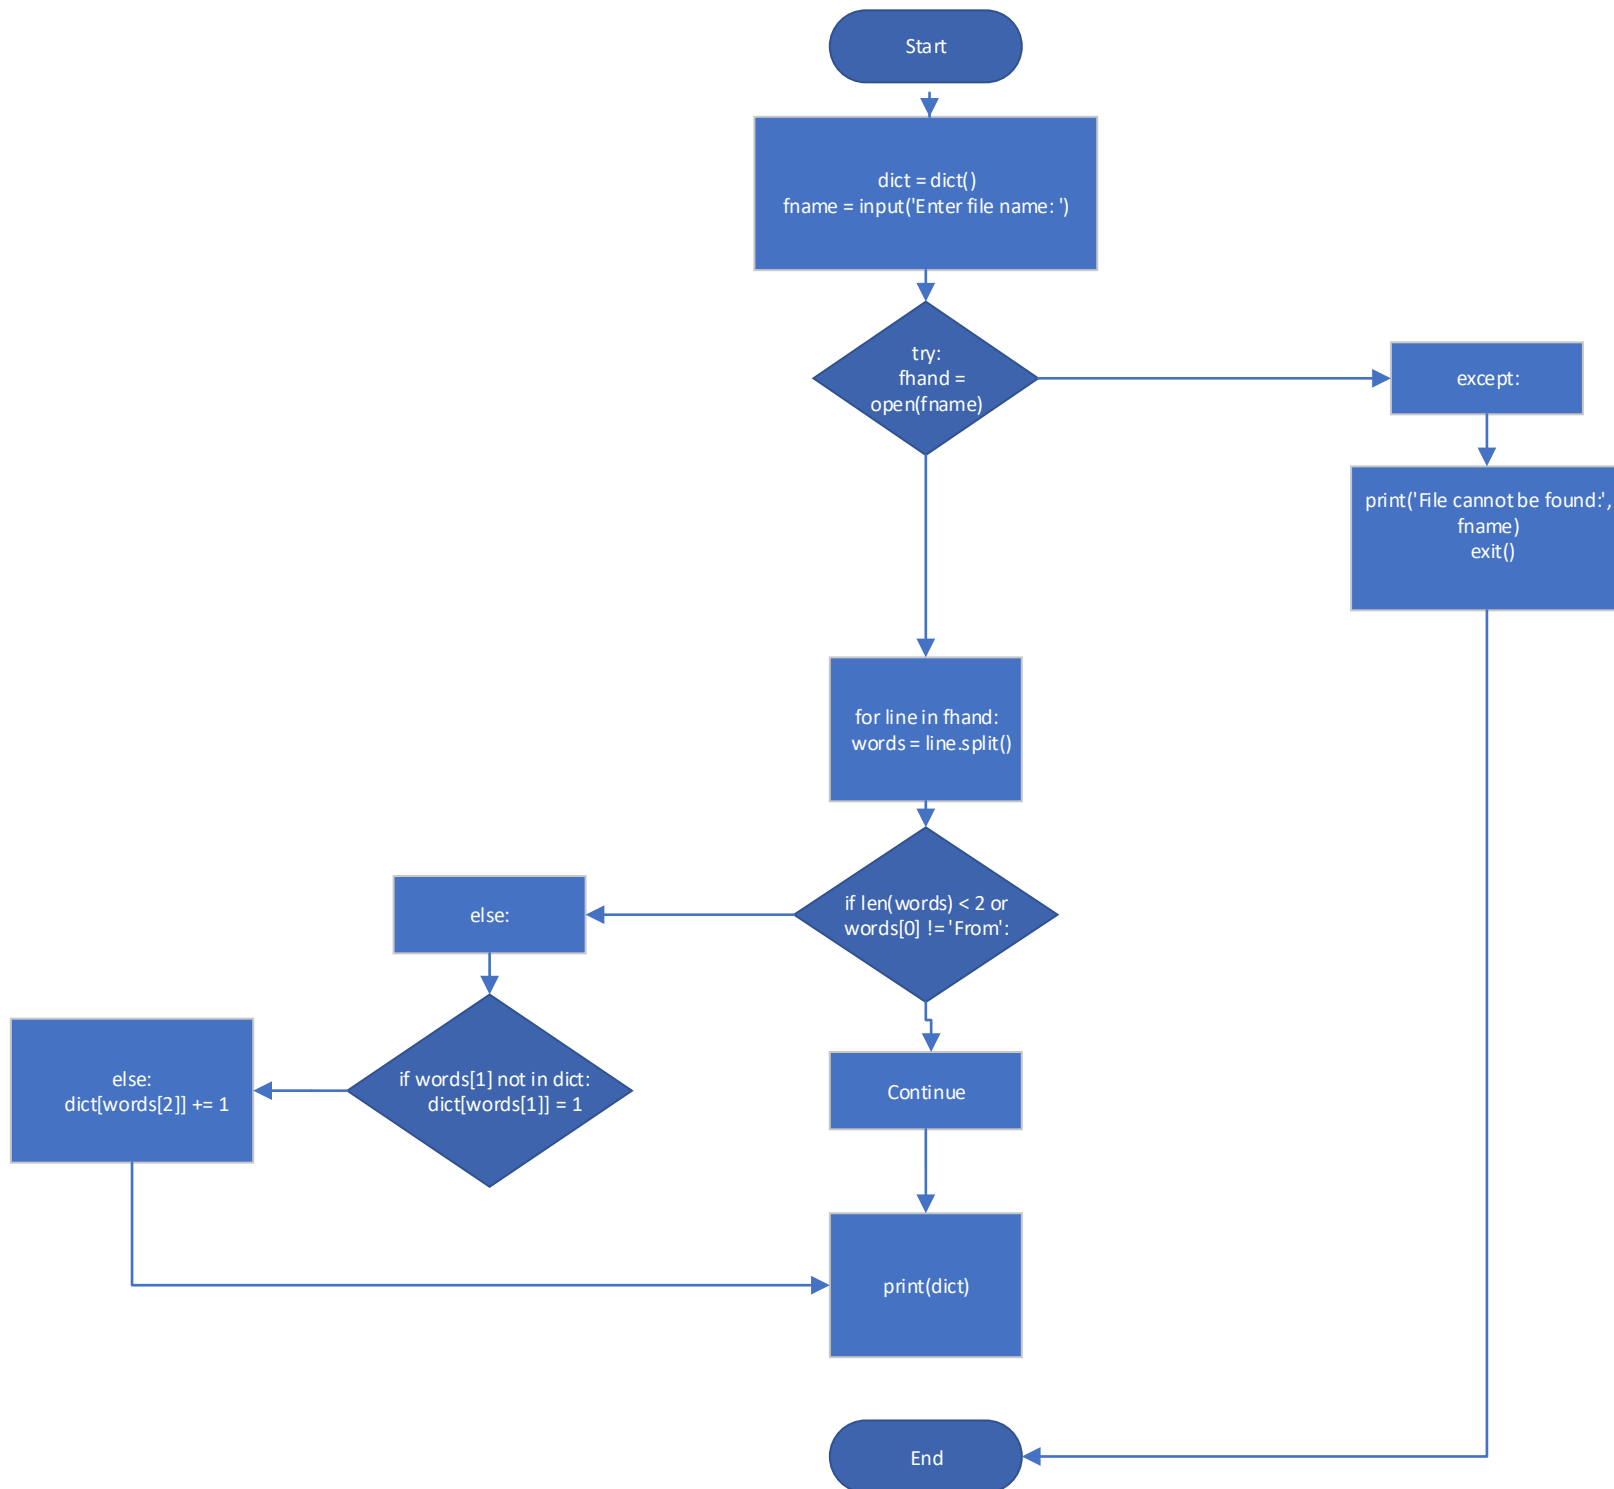 Start
dict = dict()
fname = input('Enter file name: ')
try:
fhand =
open(fname)
except:
print('File cannot be found:',
fname)
exit()
for line in fhand:
words = line.split()
if len(words) < 2 or
words[0] != 'From':
else:
if words[1] not in dict:
dict[words[1]] = 1
else:
dict[words[2]] += 1
Continue
print(dict)
End